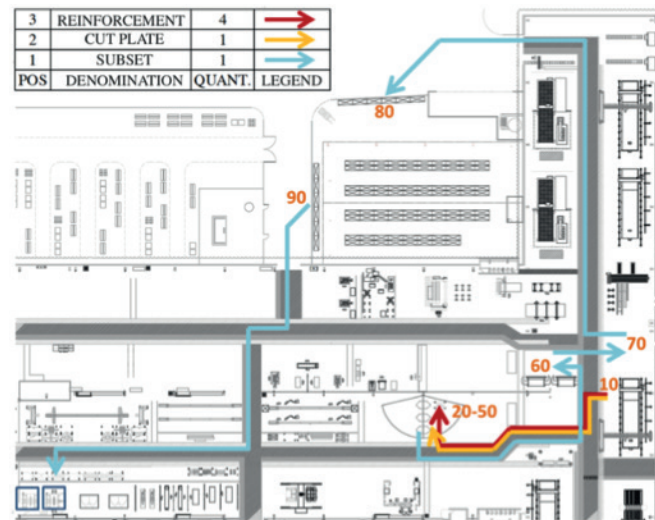 3 REINFORCEMENT 4
2 CUT PLATE 1
1 SUBSET 1
POS DENOMINATION QUANT. LEGEND
80
90
70
60
10
20-50